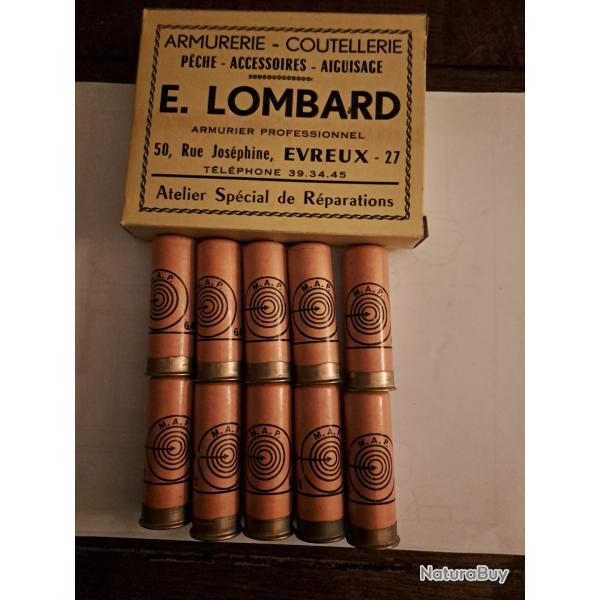 ARMURERIE - COUTELLERIE
PÊCHE - ACCESSOIRES - AIGUISAGE
E. LOMBARD
ARMURIER PROFESSIONNEL
50, Rue Joséphine, EVREUX - 27
TÉLÉPHONE 39.34.45
Atelier Spécial de Réparations
M.A.P.
M.A.P.
M.A.P.
M.A.P.
M.A.P.
M.A.P.
M.A.P.
M.A.P.
M.A.P.
M.A.P.
NaturaBuy